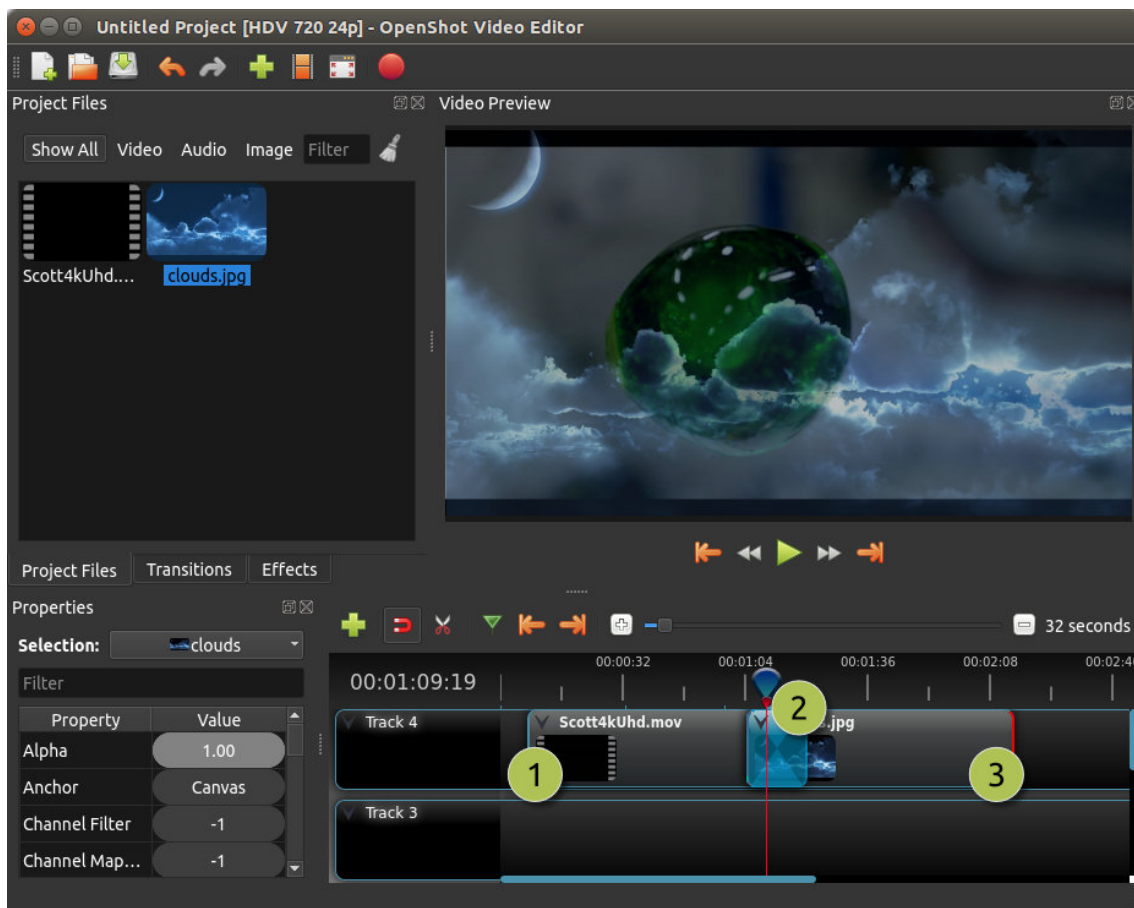 Untitled Project [HDV 720 24p] - OpenShot Video Editor
Project Files
Video Preview
Show All Video Audio Image Filter
Scott4kUhd....
clouds.jpg
Project Files Transitions Effects
Properties
Selection: clouds
Filter
Property Value
Alpha 1.00
Anchor Canvas
Channel Filter -1
Channel Map... -1
32 seconds
00:01:09:19
00:00:32 00:01:04 00:01:36 00:02:08 00:02:4
Track 4
Scott4kUhd.mov
.jpg
1
2
3
Track 3